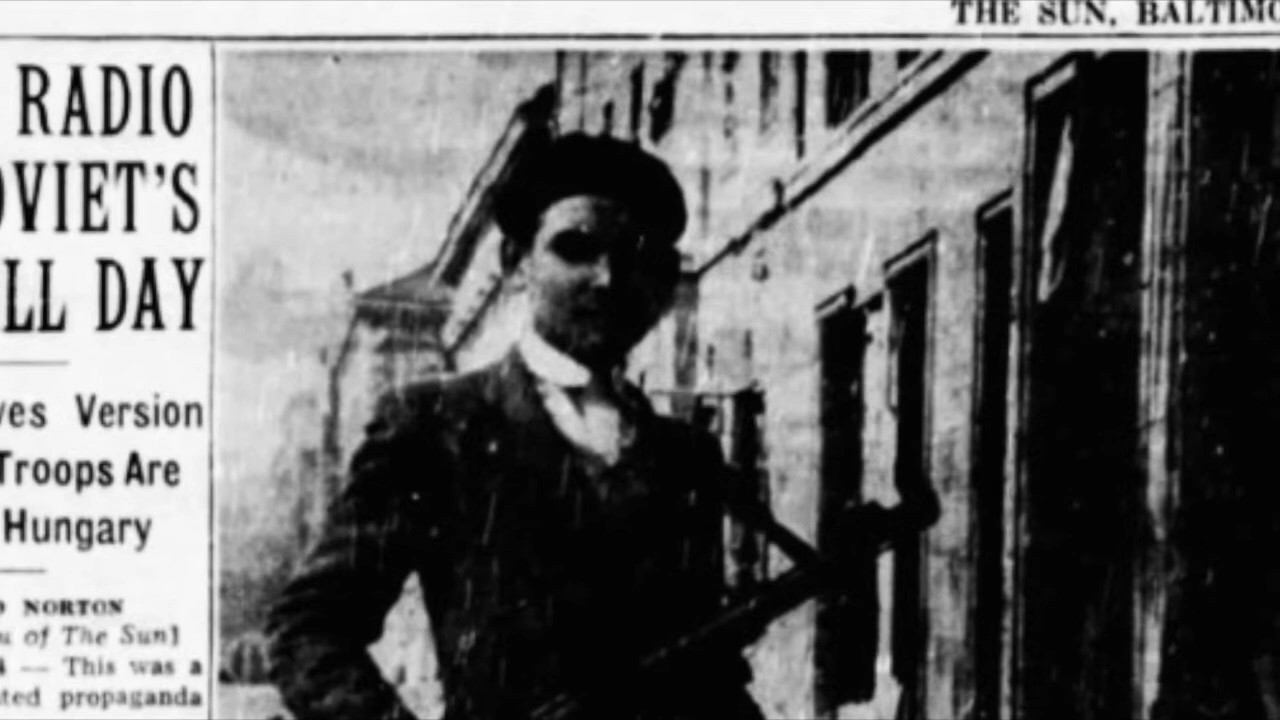 THE SUN, BALTIMO
RADIO
OVIET'S
LL DAY
ves Version
Troops Are
Hungary
NORTON
of The Sun]
— This was a
ted propaganda